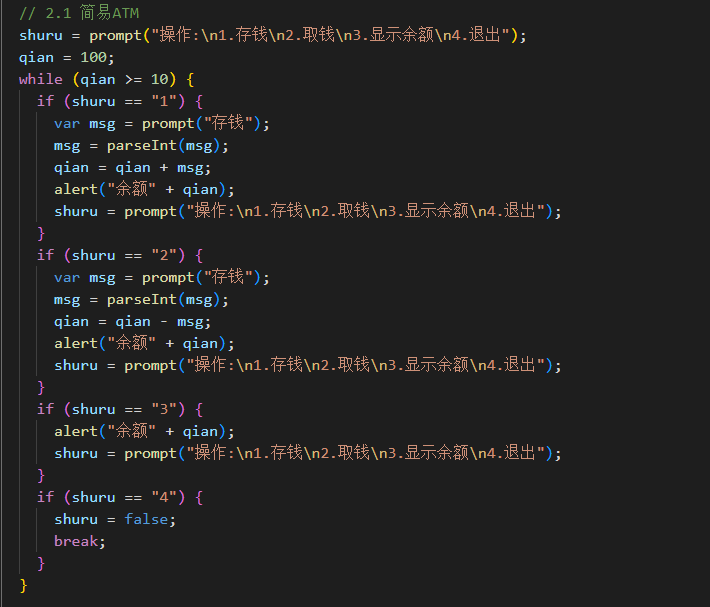 // 2.1 简易ATM
shuru = prompt("操作:\n1.存钱\n2.取钱\n3.显示余额\n4.退出");
qian = 100;
while (qian >= 10) {
  if (shuru == "1") {
    var msg = prompt("存钱");
    msg = parseInt(msg);
    qian = qian + msg;
    alert("余额" + qian);
    shuru = prompt("操作:\n1.存钱\n2.取钱\n3.显示余额\n4.退出");
  }
  if (shuru == "2") {
    var msg = prompt("存钱");
    msg = parseInt(msg);
    qian = qian - msg;
    alert("余额" + qian);
    shuru = prompt("操作:\n1.存钱\n2.取钱\n3.显示余额\n4.退出");
  }
  if (shuru == "3") {
    alert("余额" + qian);
    shuru = prompt("操作:\n1.存钱\n2.取钱\n3.显示余额\n4.退出");
  }
  if (shuru == "4") {
    shuru = false;
    break;
  }
}